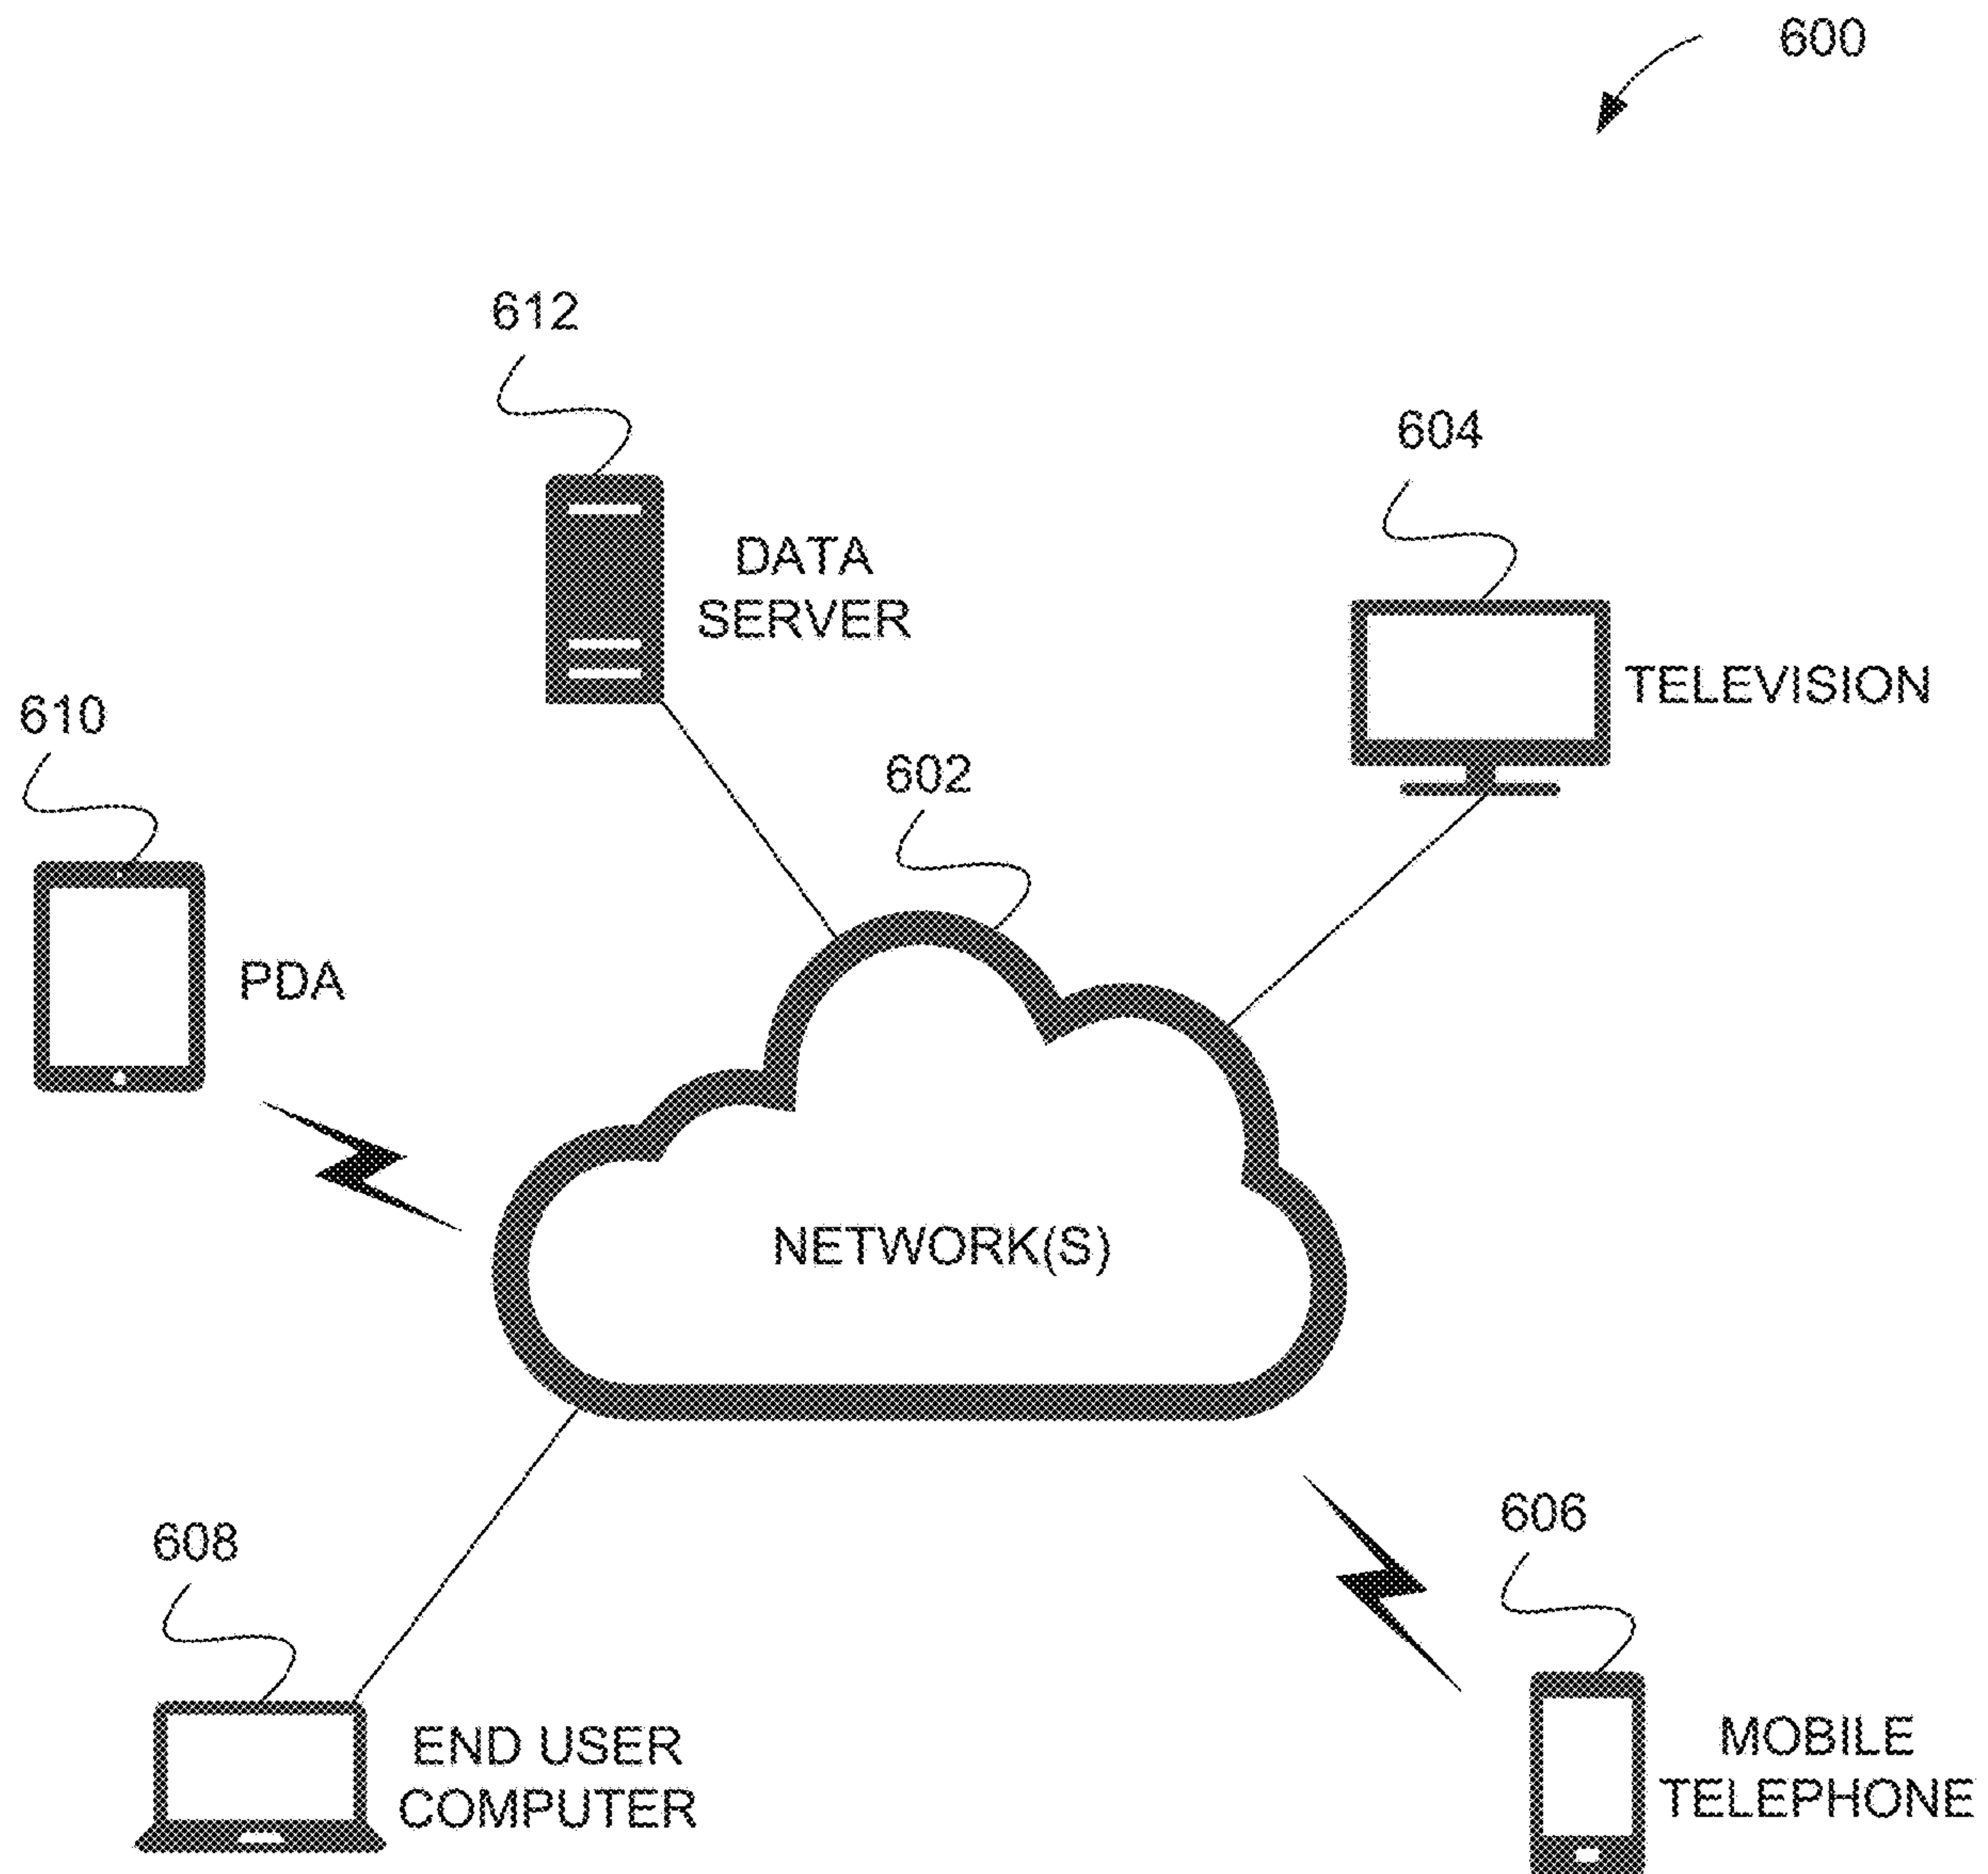 600
612
604
DATA
SERVER
TELEVISION
610
602
PDA
NETWORK(S)
608
606
END USER
COMPUTER
MOBILE
TELEPHONE